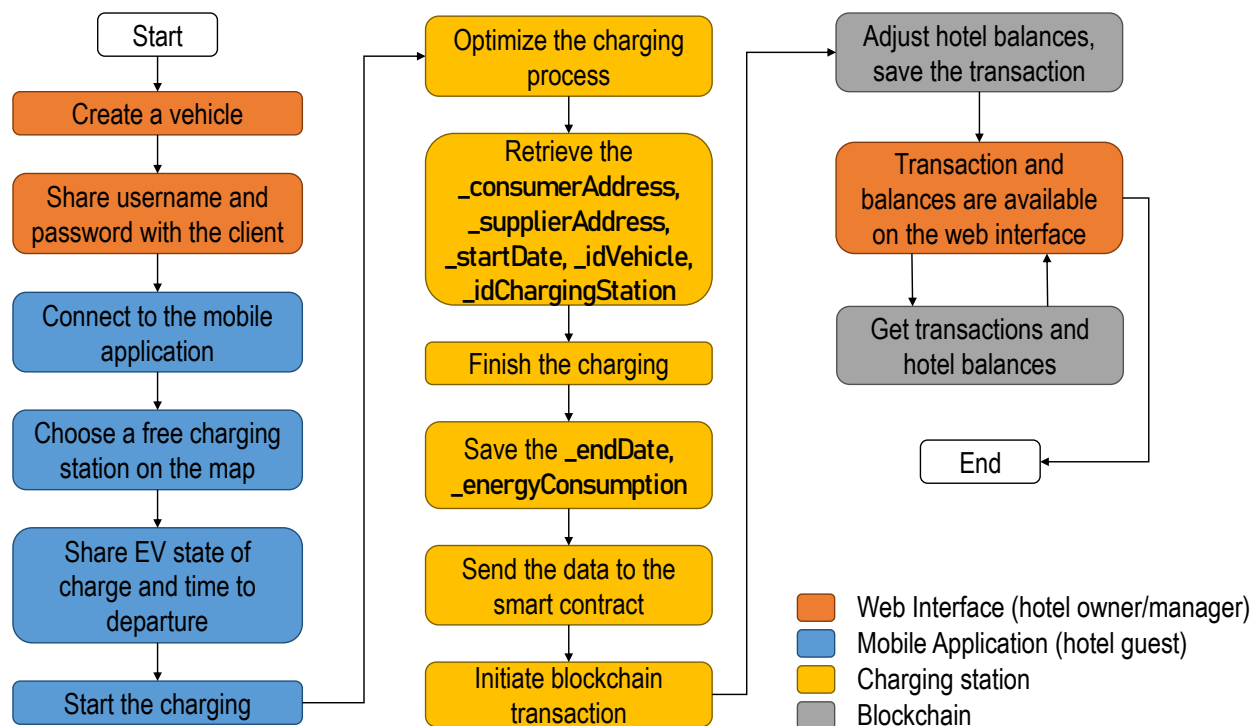 Start
Create a vehicle
Share username and
password with the client
Connect to the mobile
application
Choose a free charging
station on the map
Share EV state of
charge and time to
departure
Start the charging
Optimize the charging
process
Retrieve the
_consumerAddress,
_supplierAddress,
_startDate, _idVehicle,
_idChargingStation
Finish the charging
Save the _endDate,
_energyConsumption
Send the data to the
smart contract
Initiate blockchain
transaction
Adjust hotel balances,
save the transaction
Transaction and
balances are available
on the web interface
Get transactions and
hotel balances
End
Web Interface (hotel owner/manager)
Mobile Application (hotel guest)
Charging station
Blockchain